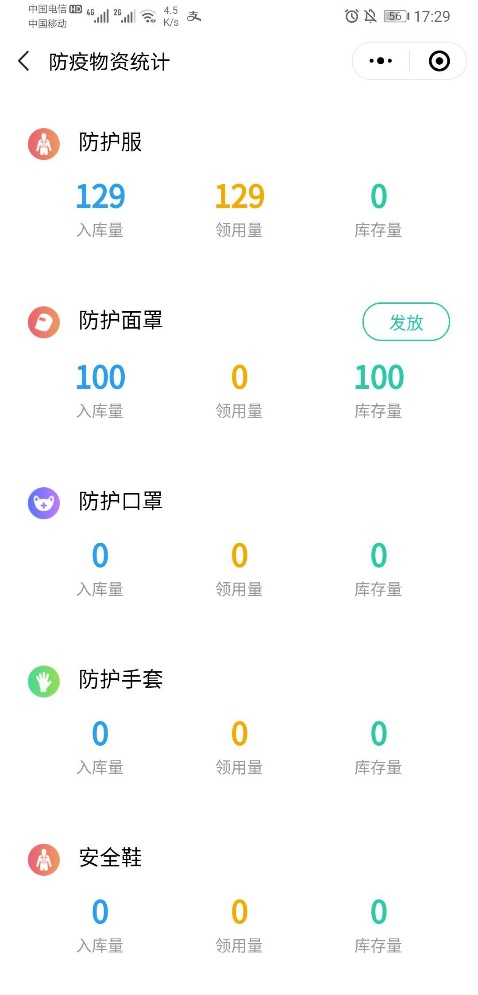 中国电信 HD 4G 2G 4.5 支 56 17:29
中国移动 K/s
防疫物资统计
防护服
129 129 0
入库量 领用量 库存量
防护面罩 发放
100 0 100
入库量 领用量 库存量
防护口罩
0 0 0
入库量 领用量 库存量
防护手套
0 0 0
入库量 领用量 库存量
安全鞋
0 0 0
入库量 领用量 库存量